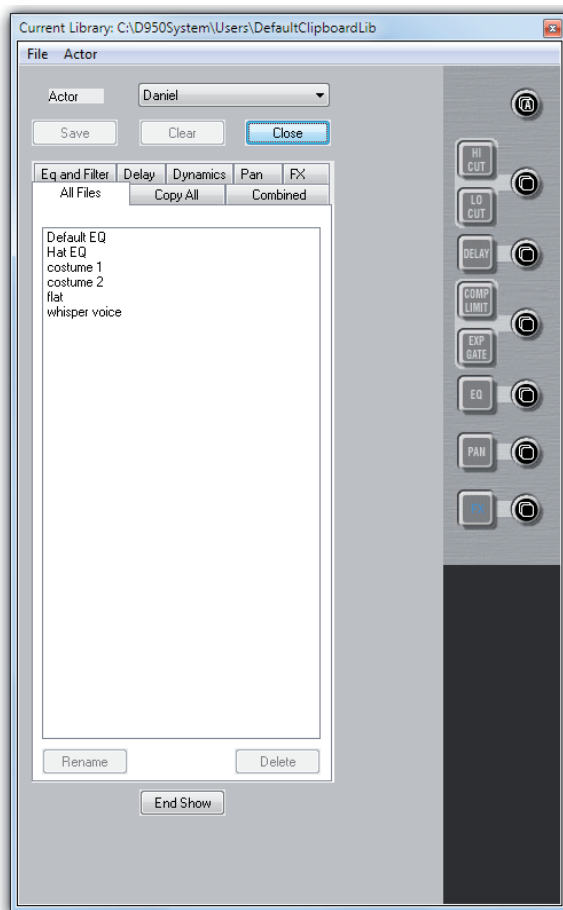 Current Library: C:\D950System\Users\DefaultClipboardLib
File Actor
Actor Daniel
Save Clear Close
Eq and Filter Delay Dynamics Pan FX
All Files Copy All Combined
Default EQ
Hat EQ
costume 1
costume 2
flat
whisper voice
Rename Delete
End Show
A
HI
CUT
LO
CUT
DELAY
COMP
LIMIT
EXP
GATE
EQ
PAN